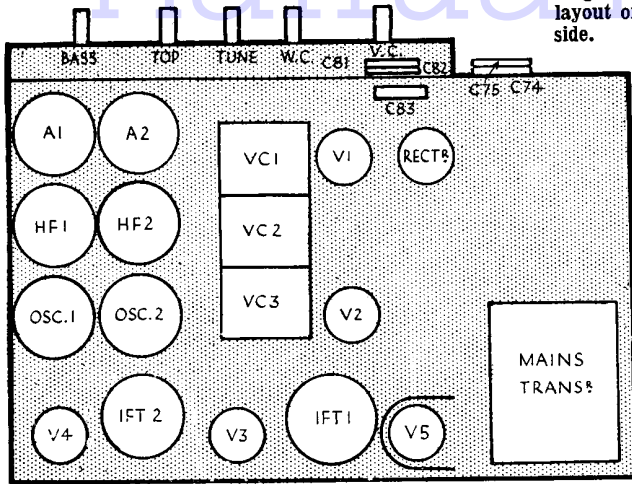 layout o
side.
BASS TOP TUNE W.C. C81 V.C. C82
C75 C74
C83
A1 A2 VC1 V1 RECTR
HF1 HF2 VC2
OSC.1 OSC.2 VC3 V2
MAINS
TRANSR
V4 IFT 2 V3 IFT1 V5